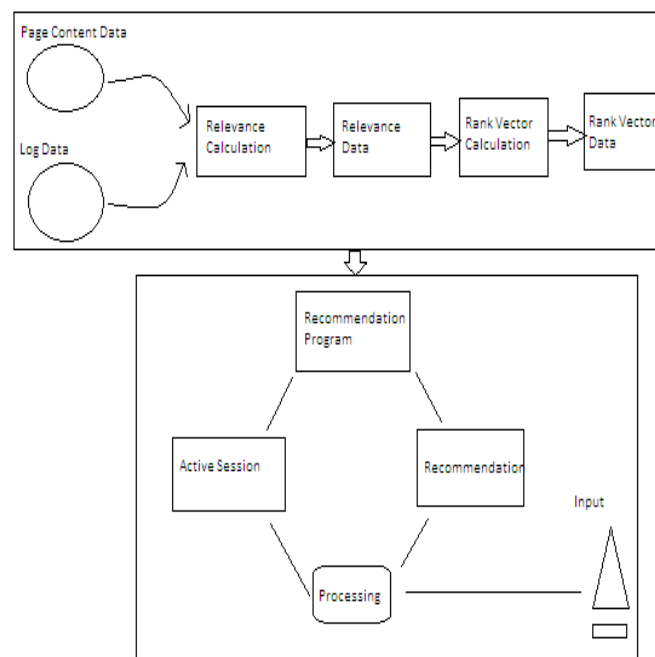 Page Content Data
Log Data
Relevance
Calculation
Relevance
Data
Rank Vector
Calculation
Rank Vector
Data
Recommendation
Program
Active Session
Recommendation
Input
Processing